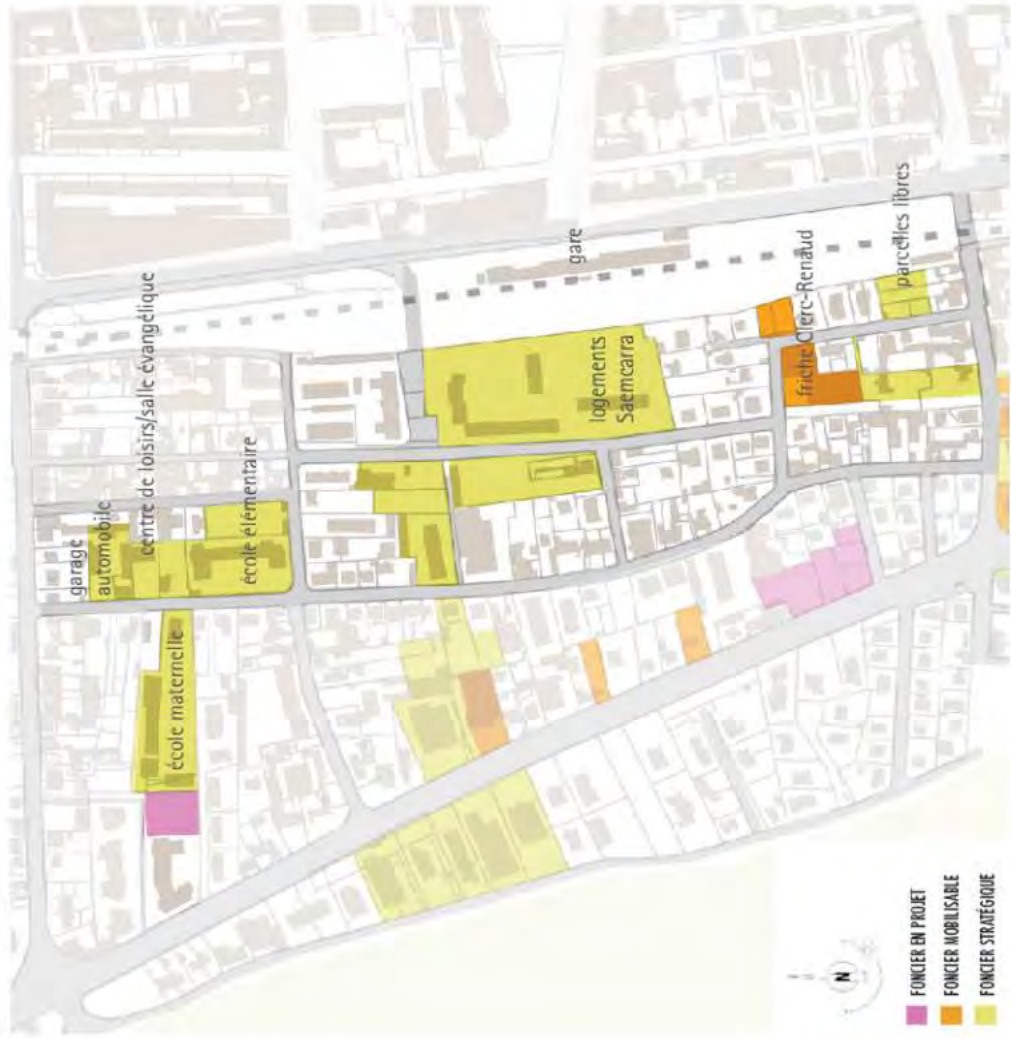 garage
automobile
centre de loisirs/salle évangélique
école élémentaire
école maternelle
gare
logements
Saemcarra
friche Clerc-Renaud
parcelles libres
N
FONCIER EN PROJET
FONCIER MOBILISABLE
FONCIER STRATÉGIQUE